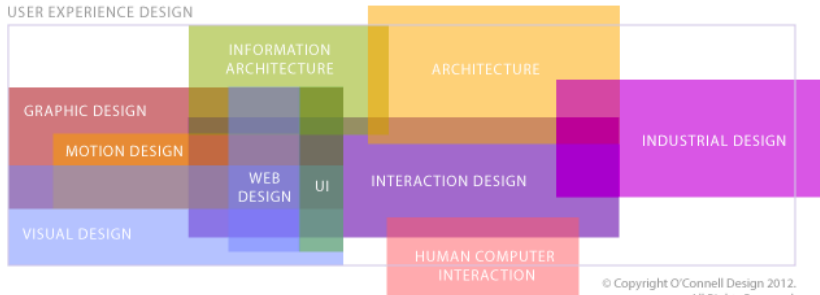 USER EXPERIENCE DESIGN
INFORMATION
ARCHITECTURE
ARCHITECTURE
GRAPHIC DESIGN
INDUSTRIAL DESIGN
MOTION DESIGN
WEB
DESIGN
UI
INTERACTION DESIGN
VISUAL DESIGN
HUMAN COMPUTER
INTERACTION
© Copyright O'Connell Design 2012.